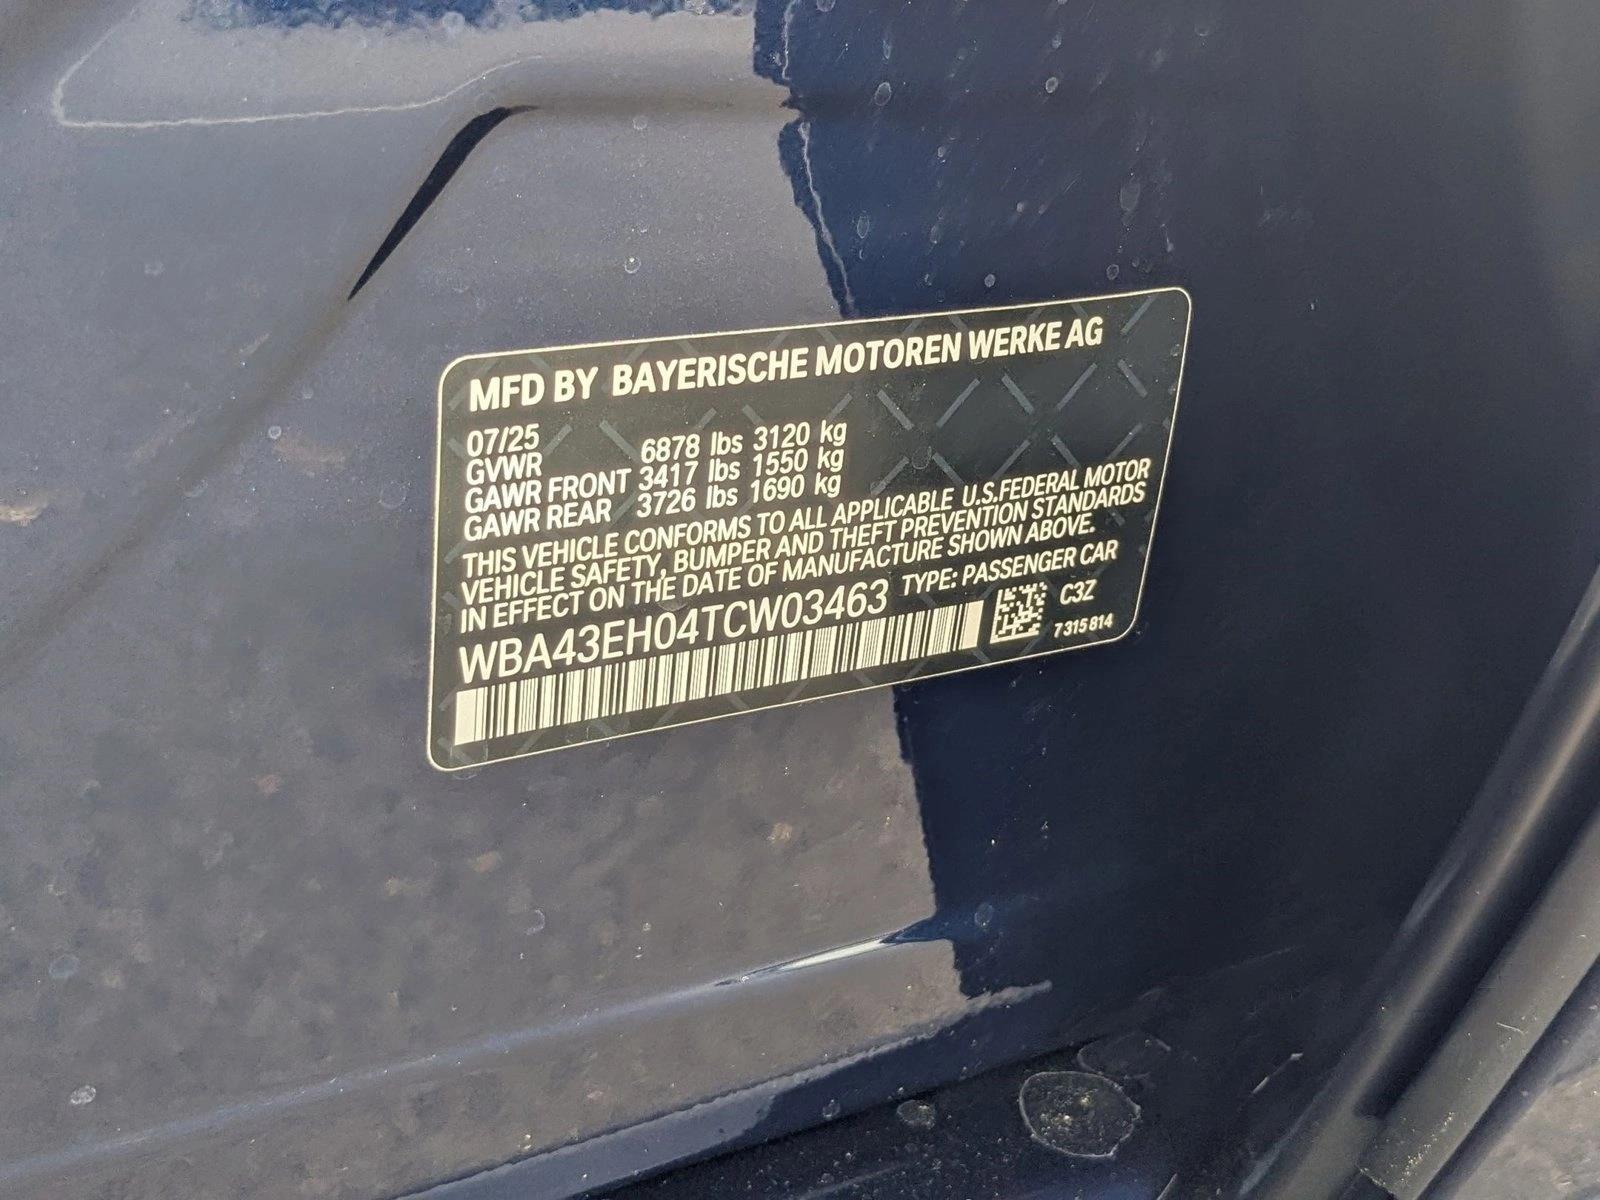 MFD BY BAYERISCHE MOTOREN WERKE AG
07/25
GVWR 6878 lbs 3120 kg
GAWR FRONT 3417 lbs 1550 kg
GAWR REAR 3726 lbs 1690 kg
THIS VEHICLE CONFORMS TO ALL APPLICABLE U.S.FEDERAL MOTOR
VEHICLE SAFETY, BUMPER AND THEFT PREVENTION STANDARDS
IN EFFECT ON THE DATE OF MANUFACTURE SHOWN ABOVE.
WBA43EH04TCW03463 TYPE: PASSENGER CAR
C3Z
7 315 814